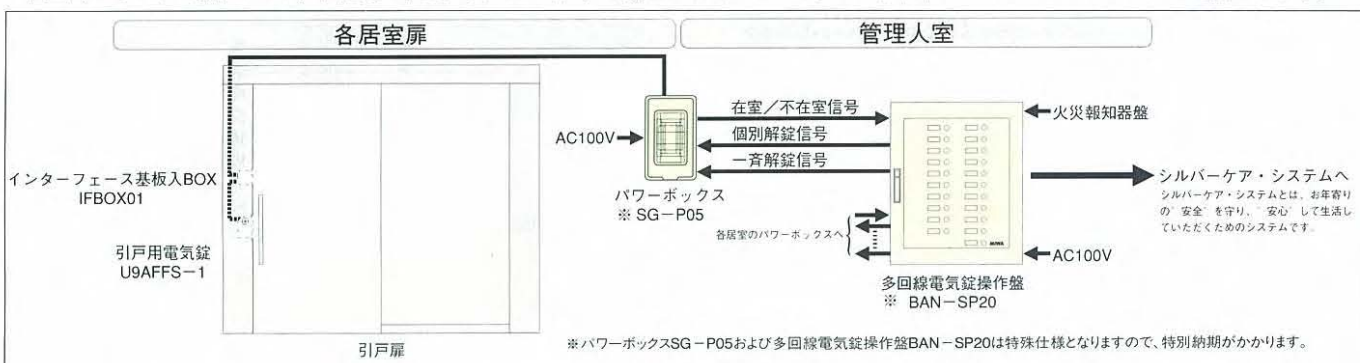 各居室扉
管理人室
インターフェース基板入BOX
IFBOX01
引戸用電気錠
U9AFFS-1
引戸扉
AC100V
パワーボックス
※ SG-P05
在室/不在室信号
個別解錠信号
一斉解錠信号
各居室のパワーボックスへ
MIWA
多回線電気錠操作盤
※ BAN-SP20
火災報知器盤
シルバーケア・システムへ
シルバーケア・システムとは、お年寄り
の“安全”を守り、“安心”して生活し
ていただくためのシステムです。
AC100V
※パワーボックスSG-P05および多回線電気錠操作盤BAN-SP20は特殊仕様となりますので、特別納期がかかります。